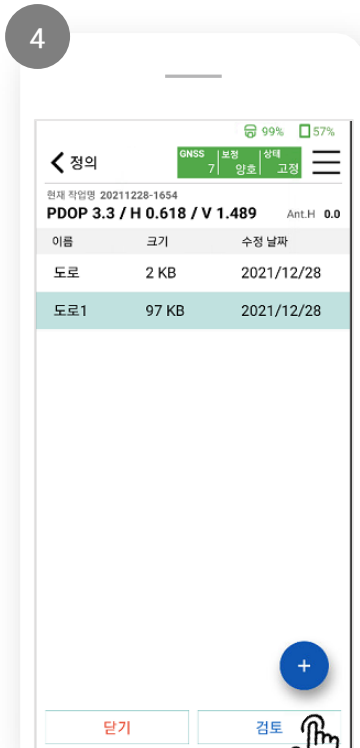 4
99% 57%
정의
GNSS 보정 상태
7 양호 고정
현재 작업명 20211228-1654
PDOP 3.3 / H 0.618 / V 1.489 Ant.H 0.0
이름 크기 수정 날짜
도로 2 KB 2021/12/28
도로1 97 KB 2021/12/28
+
닫기 검토